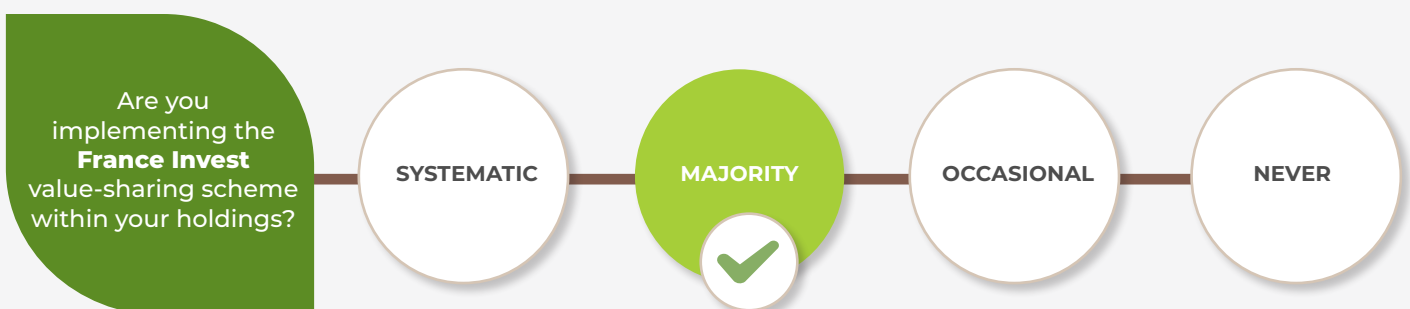 Are you
implementing the
France Invest
value-sharing scheme
within your holdings?
SYSTEMATIC
MAJORITY
OCCASIONAL
NEVER